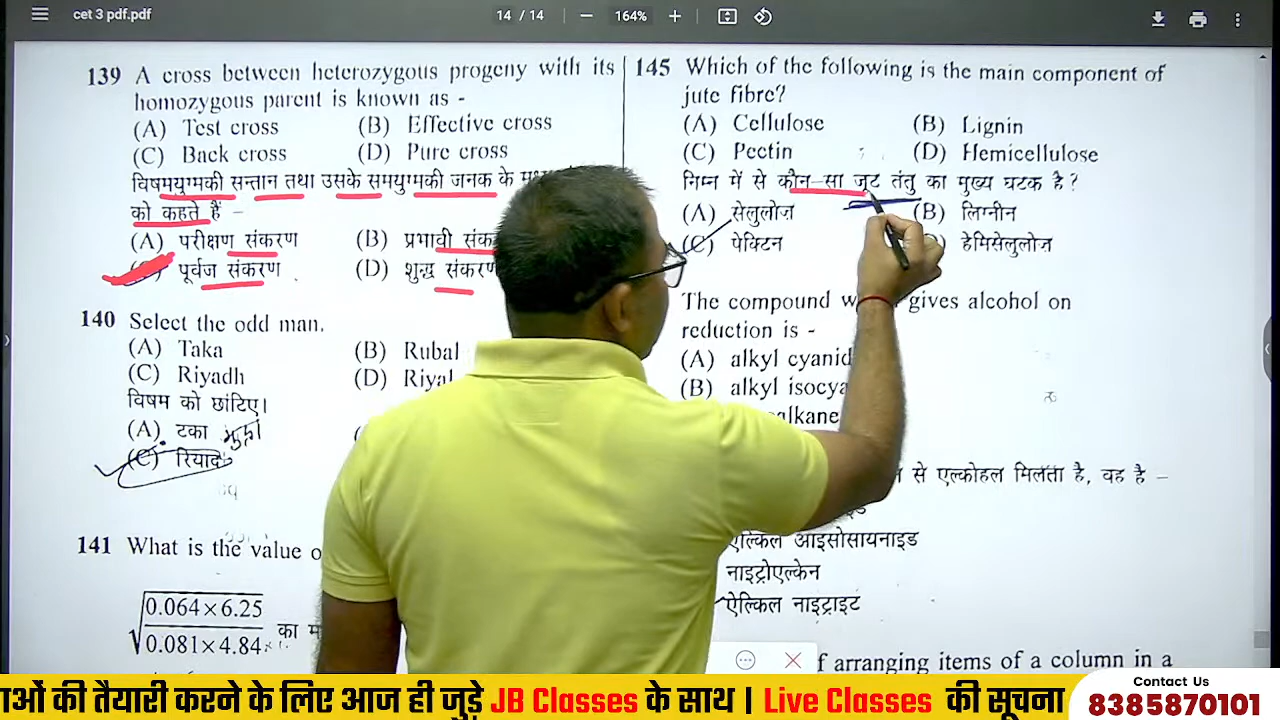 cet 3 pdf.pdf
14 / 14
164%
139 A cross between heterozygous progeny with its
homozygous parent is known as -
(A) Test cross
(B) Effective cross
(C) Back cross
(D) Pure cross
विषमयुग्मकी सन्तान तथा उसके समयुग्मकी जनक के
को कहते हैं –
(A) परीक्षण संकरण
(B) प्रभावी
पूर्वज संकरण
(D) शुद्ध संकरण
140 Select the odd man.
(A) Taka
(B) Rubal
(C) Riyadh
(D) Riyal
विषम को छांटिए।
(A) टका
(C) रियाद
141 What is the value
0.064×6.25
0.081×4.84
का
145 Which of the following is the main component of
jute fibre?
(A) Cellulose
(B) Lignin
(C) Pectin
(D) Hemicellulose
निम्न में से कौन–सा जूट तंतु का मुख्य घटक है?
(A) सेलुलोज
(B) लिग्नीन
(C) पेक्टिन
हेमिसेलुलोज
The compound gives alcohol on
reduction is -
(A) alkyl
(B) alkyl
से एल्कोहल मिलता है, वह है –
ऐल्किल आइसोसायनाइड
नाइट्रोएल्केन
ऐल्किल नाइट्राइट
f arranging items of a column in a
ाओं की तैयारी करने के लिए आज ही जुड़े JB Classes के साथ | Live Classes की सूचना
Contact Us
8385870101